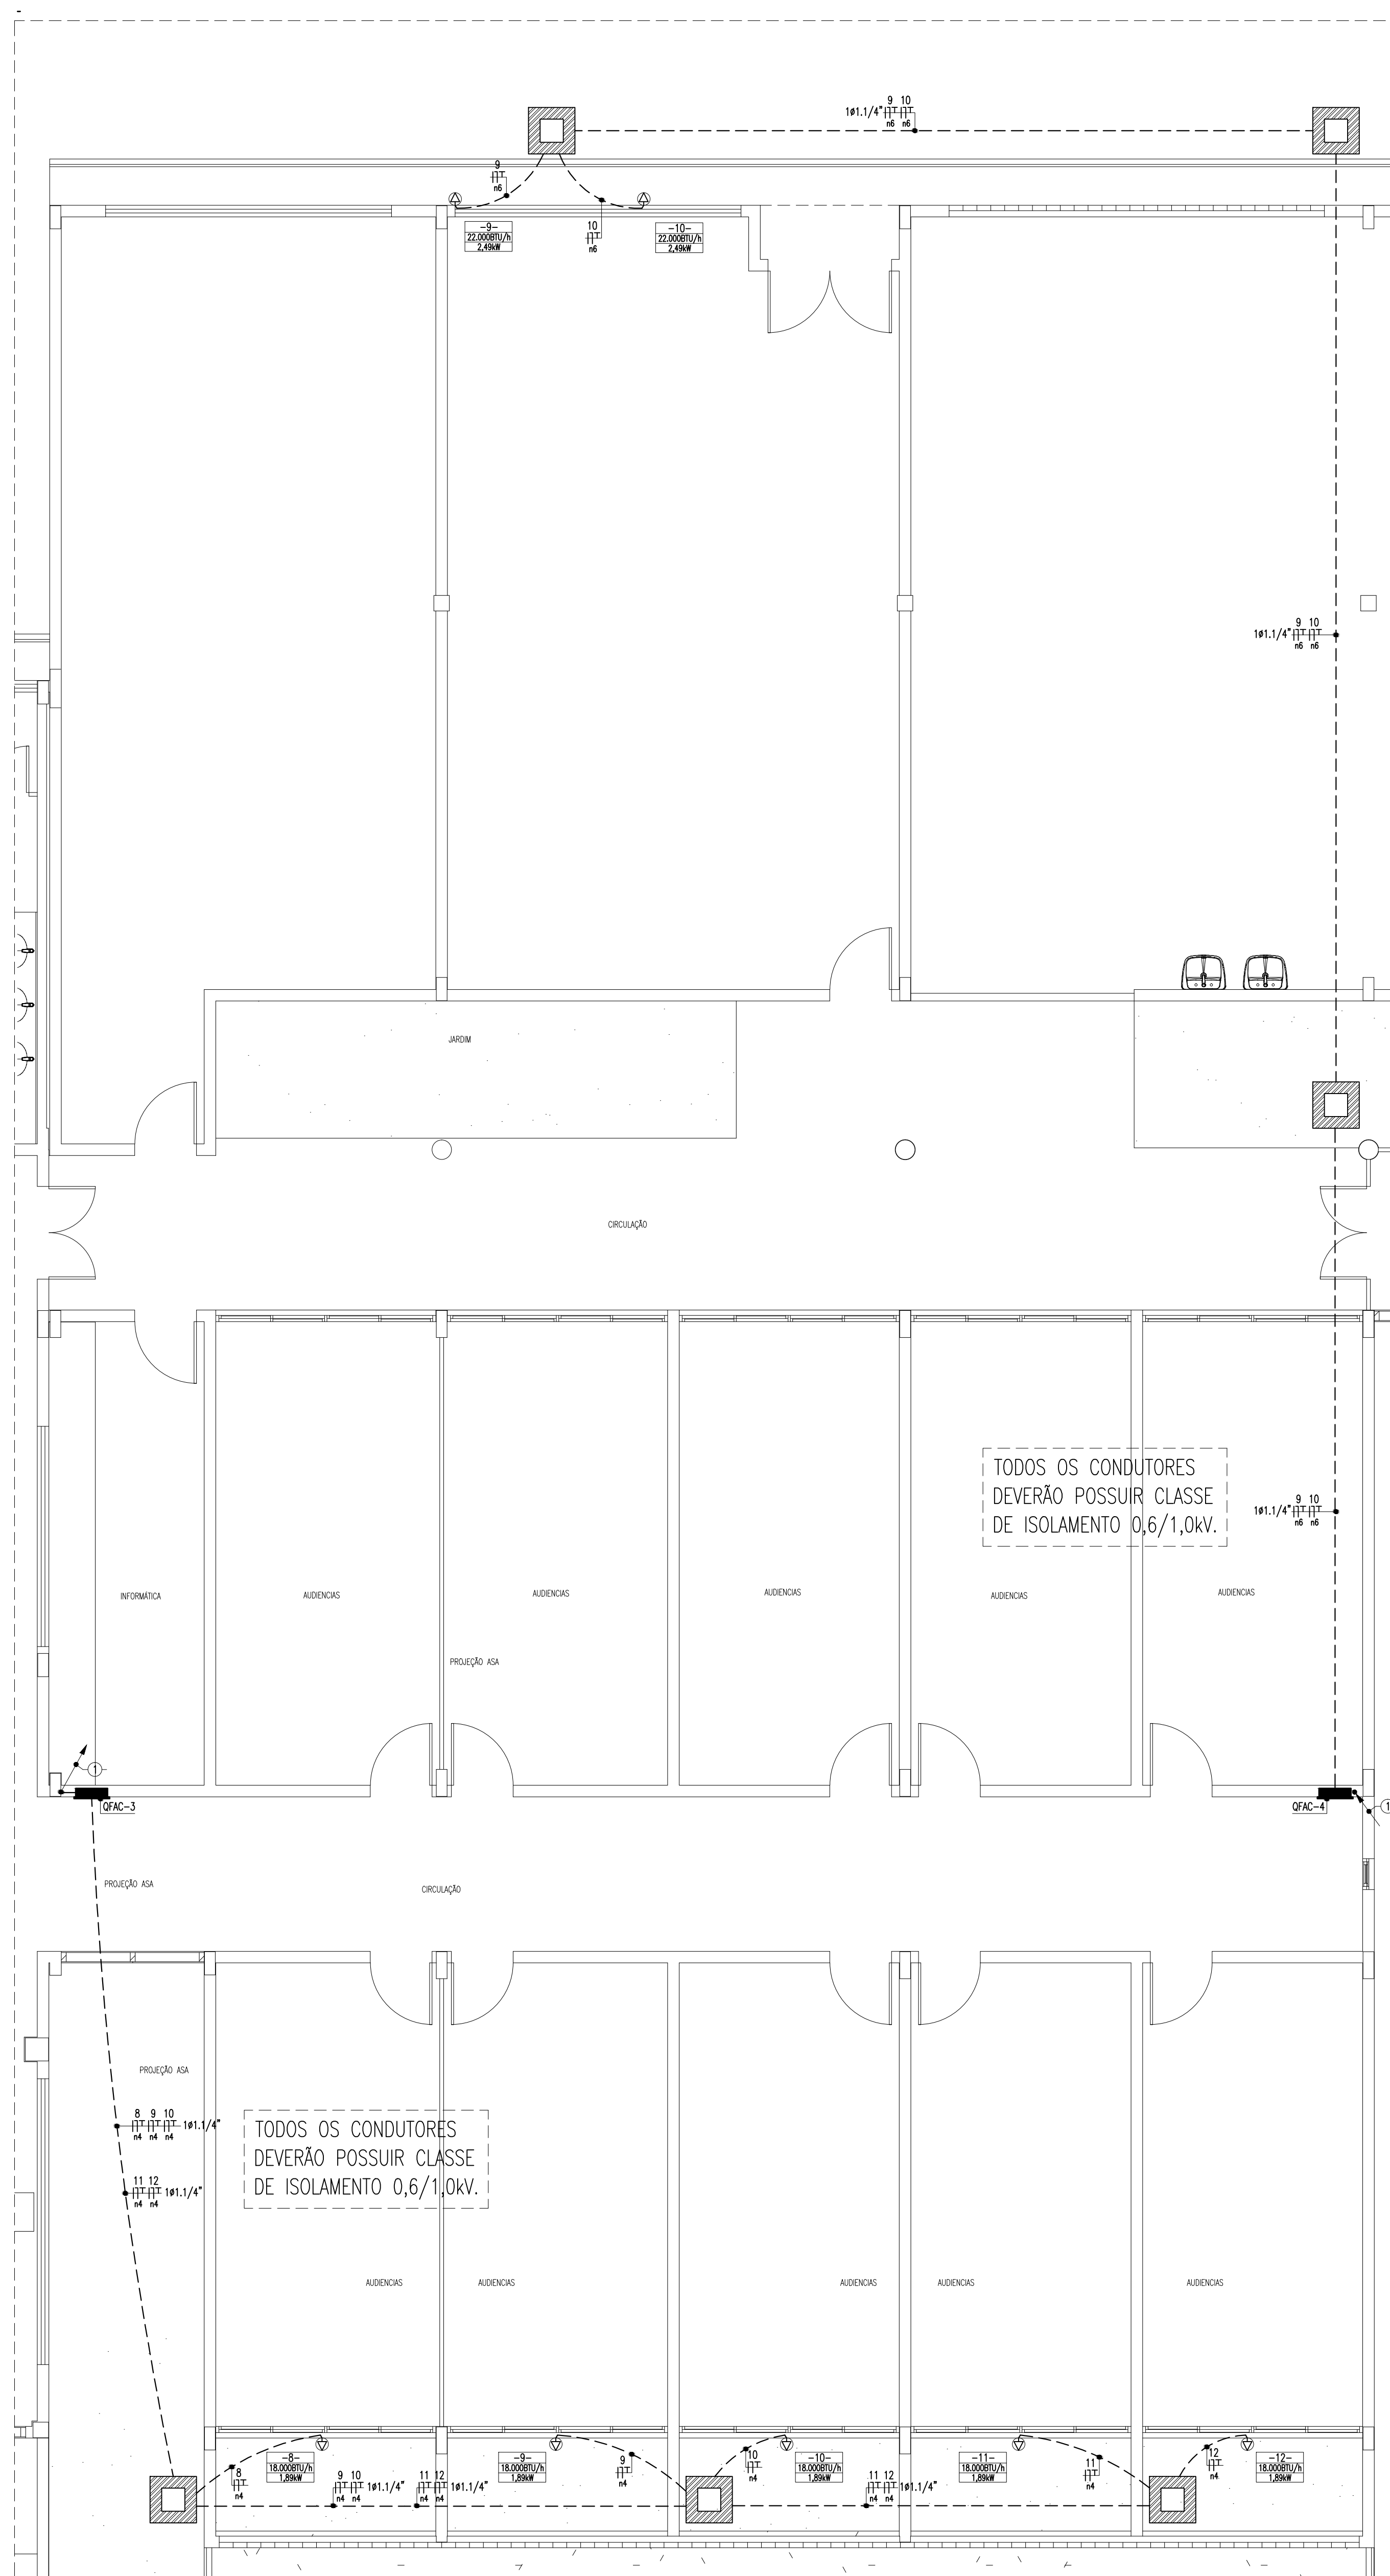 9 10
1ø1.1/4"
n6 n6
9
n6
10
n6
-9-
22.000BTU/h
2,49kW
-10-
22.000BTU/h
2,49kW
9 10
1ø1.1/4"
n6 n6
JARDIM
CIRCULAÇÃO
TODOS OS CONDUTORES
DEVERÃO POSSUIR CLASSE
DE ISOLAMENTO 0,6/1,0kV.
9 10
1ø1.1/4"
n6 n6
INFORMÁTICA
AUDIENCIAS
AUDIENCIAS
AUDIENCIAS
AUDIENCIAS
AUDIENCIAS
PROJEÇÃO ASA
1
QFAC-3
QFAC-4
1
PROJEÇÃO ASA
CIRCULAÇÃO
PROJEÇÃO ASA
8 9 10
1ø1.1/4"
n4 n4 n4
11 12
1ø1.1/4"
n4 n4
TODOS OS CONDUTORES
DEVERÃO POSSUIR CLASSE
DE ISOLAMENTO 0,6/1,0kV.
AUDIENCIAS
AUDIENCIAS
AUDIENCIAS
AUDIENCIAS
AUDIENCIAS
8
n4
-8-
18.000BTU/h
1,89kW
9 10
1ø1.1/4"
n4 n4
11 12
1ø1.1/4"
n4 n4
-9-
18.000BTU/h
1,89kW
9
n4
10
n4
-10-
18.000BTU/h
1,89kW
11 12
1ø1.1/4"
n4 n4
-11-
18.000BTU/h
1,89kW
11
n4
12
n4
-12-
18.000BTU/h
1,89kW